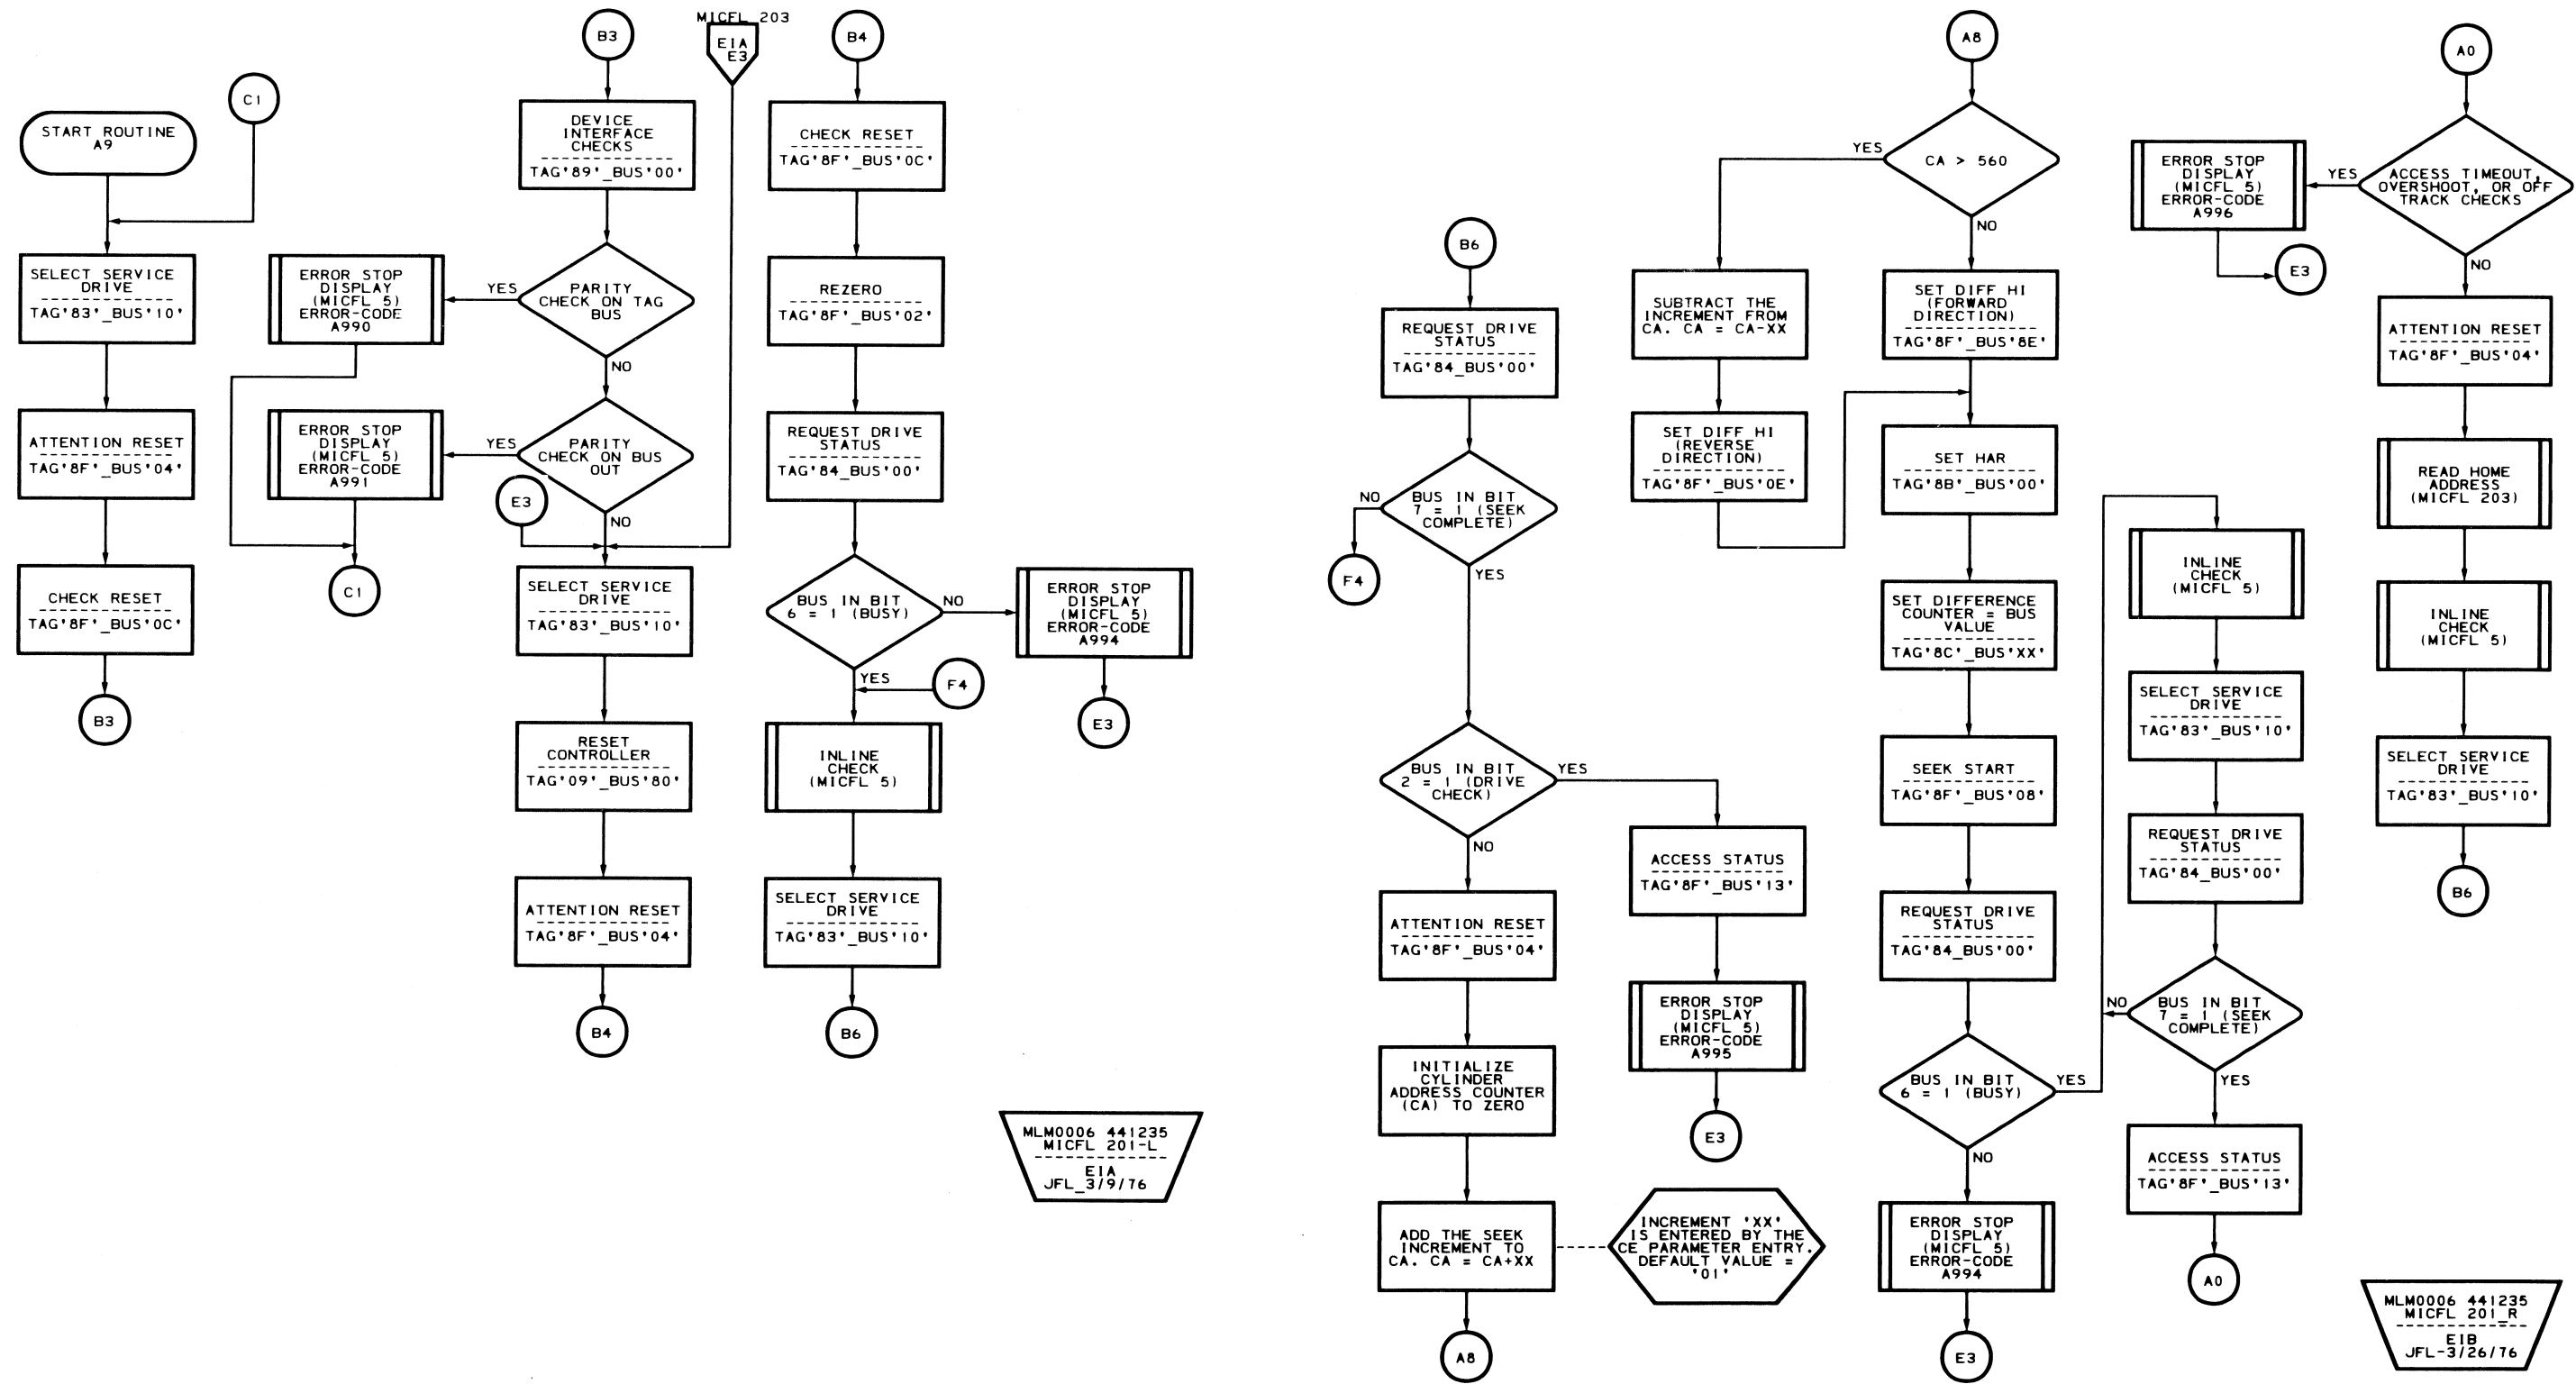 START ROUTINE
A9
C1
SELECT SERVICE
DRIVE
TAG'83'_BUS'10'
ATTENTION RESET
TAG'8F'_BUS'04'
CHECK RESET
TAG'8F'_BUS'0C'
B3
B3
DEVICE
INTERFACE
CHECKS
TAG'89'_BUS'00'
PARITY
CHECK ON TAG
BUS
YES
ERROR STOP
DISPLAY
(MICFL 5)
ERROR-CODE
A990
NO
PARITY
CHECK ON BUS
OUT
YES
ERROR STOP
DISPLAY
(MICFL 5)
ERROR-CODE
A991
C1
E3
NO
MICFL 203
E1A
E3
SELECT SERVICE
DRIVE
TAG'83'_BUS'10'
RESET
CONTROLLER
TAG'09'_BUS'80'
ATTENTION RESET
TAG'8F'_BUS'04'
B4
B4
CHECK RESET
TAG'8F'_BUS'0C'
REZERO
TAG'8F'_BUS'02'
REQUEST DRIVE
STATUS
TAG'84_BUS'00'
BUS IN BIT
6 = 1 (BUSY)
NO
ERROR STOP
DISPLAY
(MICFL 5)
ERROR-CODE
A994
E3
YES
F4
INLINE
CHECK
(MICFL 5)
SELECT SERVICE
DRIVE
TAG'83'_BUS'10'
B6
MLM0006 441235
MICFL 201-L
E1A
JFL_3/9/76
B6
REQUEST DRIVE
STATUS
TAG'84_BUS'00'
BUS IN BIT
7 = 1 (SEEK
COMPLETE)
NO
F4
YES
BUS IN BIT
2 = 1 (DRIVE
CHECK)
YES
ACCESS STATUS
TAG'8F'_BUS'13'
ERROR STOP
DISPLAY
(MICFL 5)
ERROR-CODE
A995
E3
NO
ATTENTION RESET
TAG'8F'_BUS'04'
INITIALIZE
CYLINDER
ADDRESS COUNTER
(CA) TO ZERO
ADD THE SEEK
INCREMENT TO
CA. CA = CA+XX
INCREMENT 'XX'
IS ENTERED BY THE
CE PARAMETER ENTRY.
DEFAULT VALUE =
'01'
A8
A8
CA > 560
YES
SUBTRACT THE
INCREMENT FROM
CA. CA = CA-XX
SET DIFF HI
(REVERSE
DIRECTION)
TAG'8F'_BUS'0E'
NO
SET DIFF HI
(FORWARD
DIRECTION)
TAG'8F'_BUS'8E'
SET HAR
TAG'8B'_BUS'00'
SET DIFFERENCE
COUNTER = BUS
VALUE
TAG'8C'_BUS'XX'
SEEK START
TAG'8F'_BUS'08'
REQUEST DRIVE
STATUS
TAG'84_BUS'00'
BUS IN BIT
6 = 1 (BUSY)
YES
NO
ERROR STOP
DISPLAY
(MICFL 5)
ERROR-CODE
A994
E3
INLINE
CHECK
(MICFL 5)
SELECT SERVICE
DRIVE
TAG'83'_BUS'10'
REQUEST DRIVE
STATUS
TAG'84_BUS'00'
BUS IN BIT
7 = 1 (SEEK
COMPLETE)
NO
YES
ACCESS STATUS
TAG'8F'_BUS'13'
A0
A0
ACCESS TIMEOUT,
OVERSHOOT, OR OFF
TRACK CHECKS
YES
ERROR STOP
DISPLAY
(MICFL 5)
ERROR-CODE
A996
E3
NO
ATTENTION RESET
TAG'8F'_BUS'04'
READ HOME
ADDRESS
(MICFL 203)
INLINE
CHECK
(MICFL 5)
SELECT SERVICE
DRIVE
TAG'83'_BUS'10'
B6
MLM0006 441235
MICFL 201_R
E1B
JFL-3/26/76